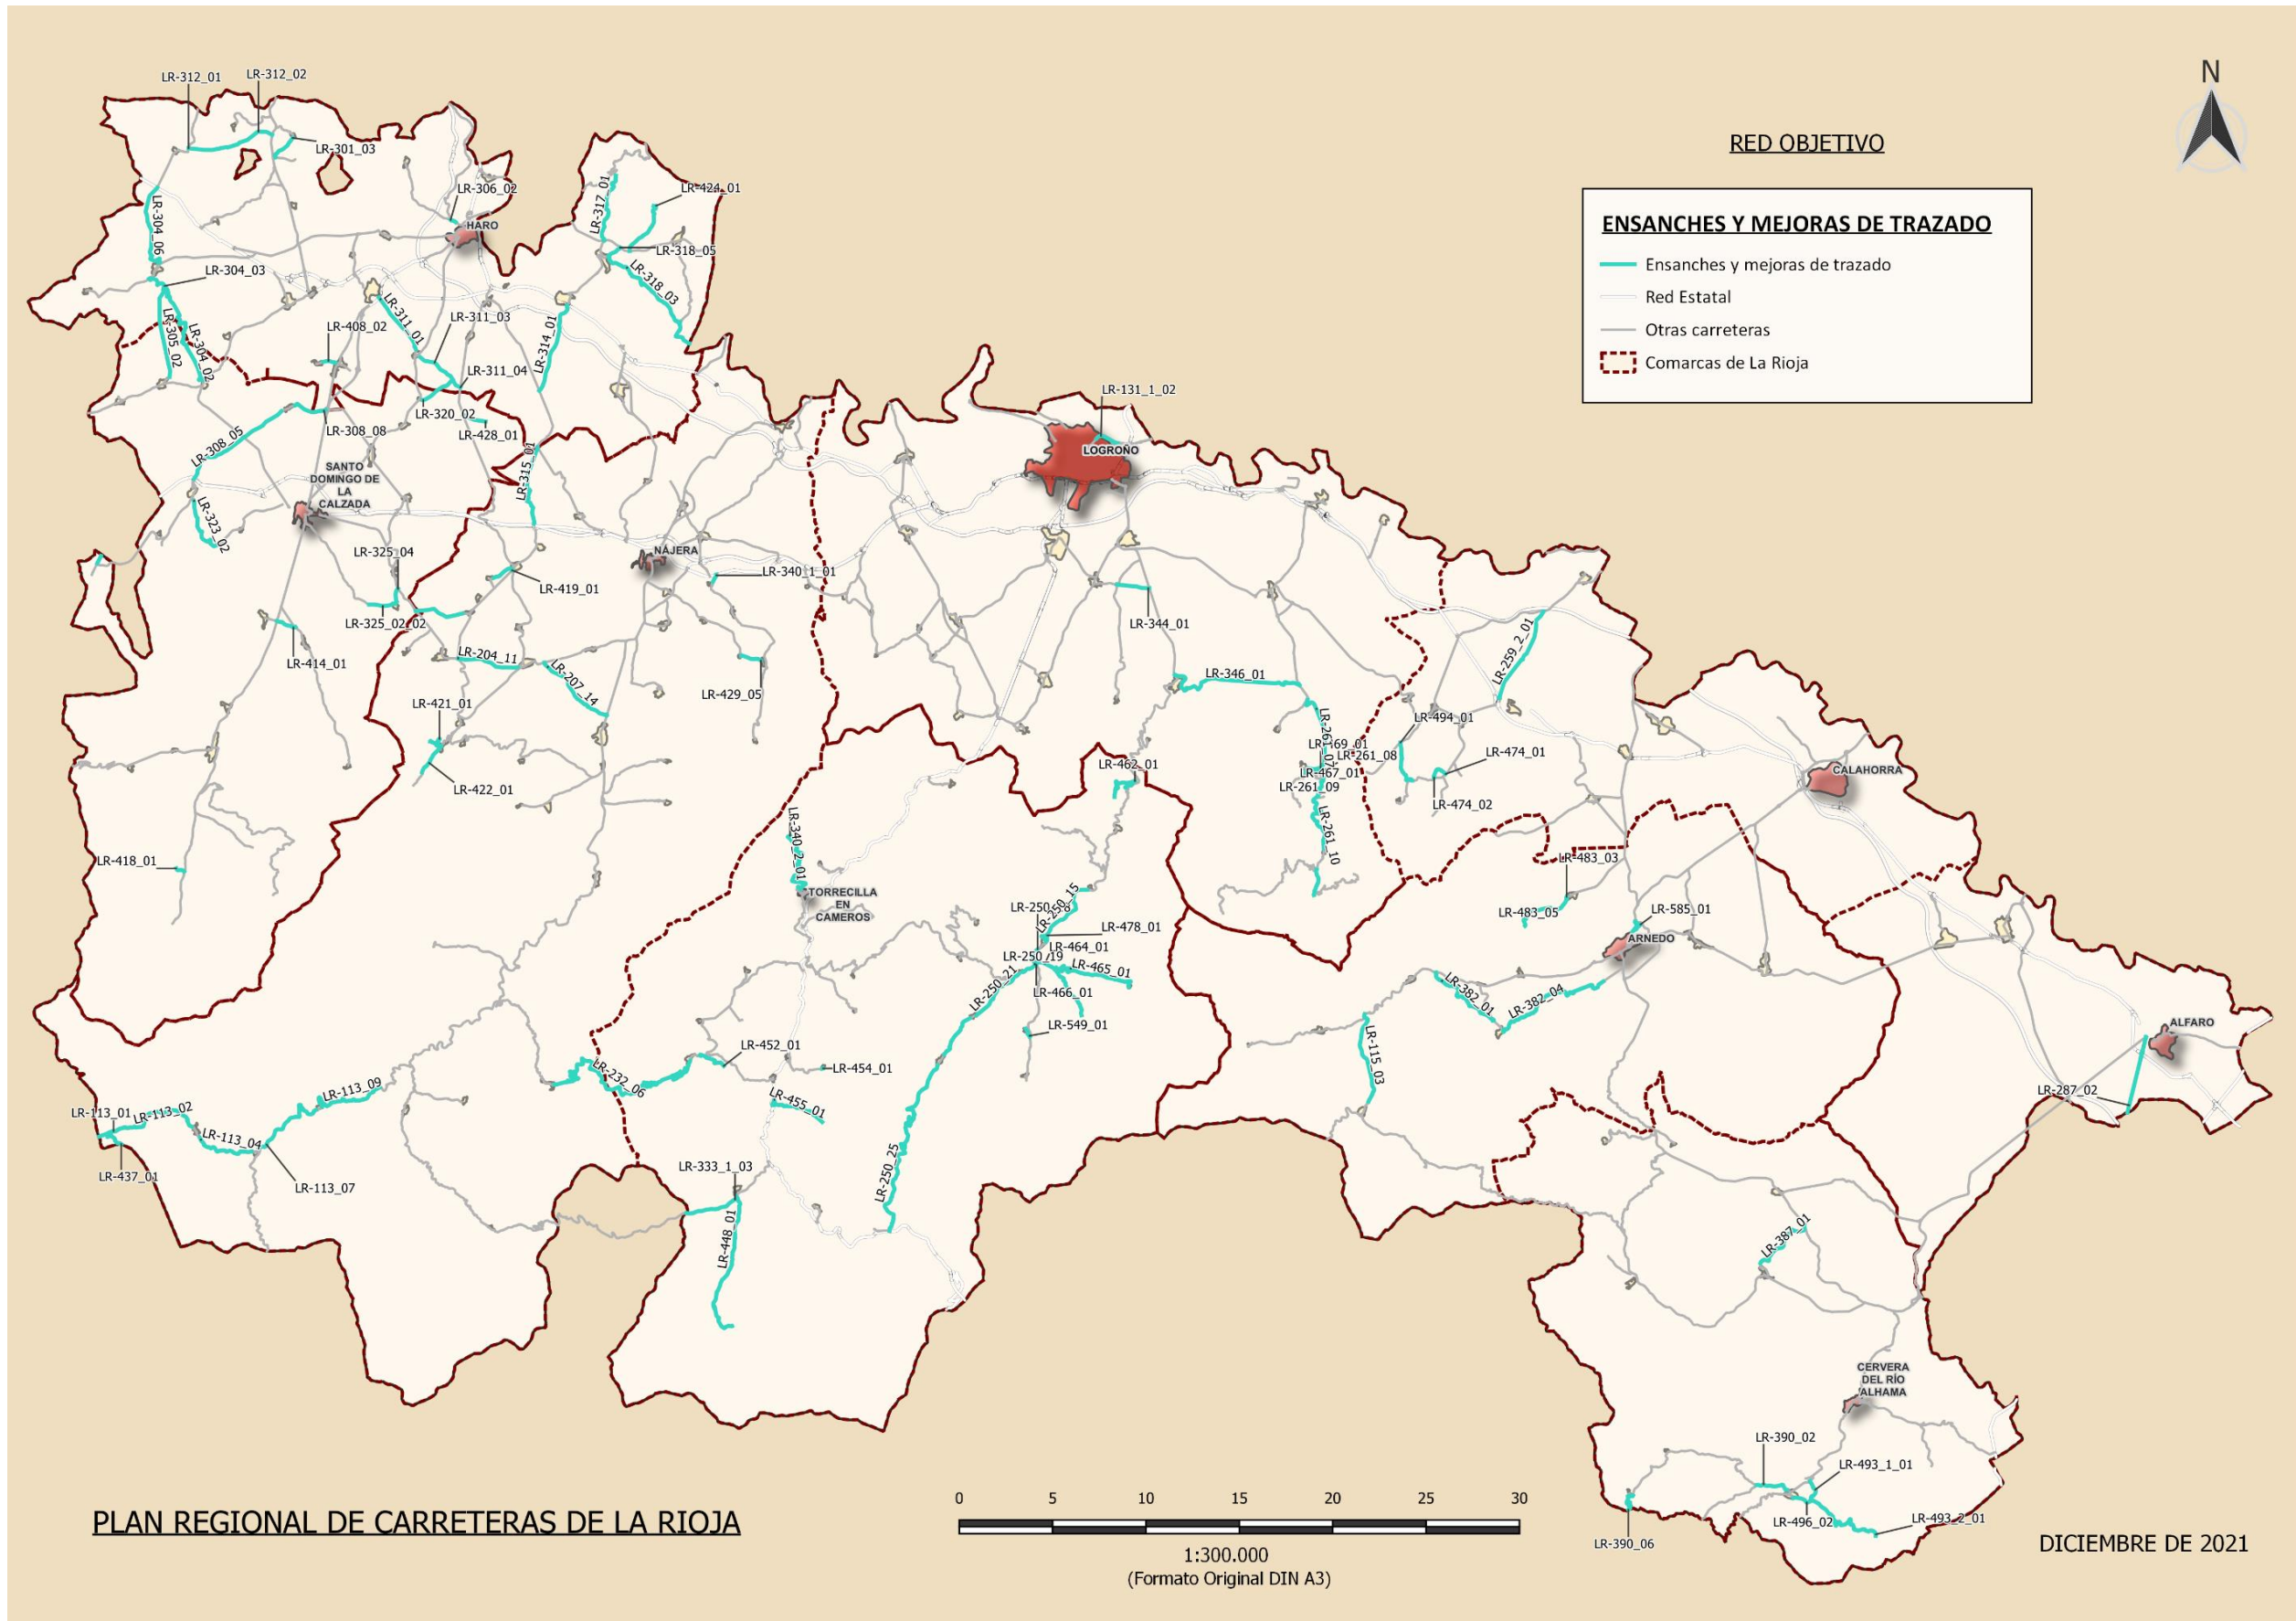 LR-312_01
LR-312_02
N
LR-301_03
RED OBJETIVO
LR-306_02
LR-424_01
LR-317_01
LR-304_06
HARO
ENSANCHES Y MEJORAS DE TRAZADO
LR-318_05
Ensanches y mejoras de trazado
LR-304_03
LR-318_03
Red Estatal
LR-311_01
LR-311_03
Otras carreteras
LR-305_02
LR-304_02
LR-408_02
LR-314_01
Comarcas de La Rioja
LR-311_04
LR-131_1_02
LR-320_02
LR-308_08
LR-428_01
LR-308_05
LOGROÑO
SANTO
DOMINGO DE
LA
CALZADA
LR-315_01
LR-323_02
LR-325_04
NÁJERA
LR-340_1_01
LR-419_01
LR-325_02_02
LR-344_01
LR-259_2_01
LR-414_01
LR-204_11
LR-207_14
LR-429_05
LR-346_01
LR-421_01
LR-494_01
LR-261_07
LR-469_01
LR-261_08
LR-474_01
LR-462_01
LR-467_01
CALAHORRA
LR-422_01
LR-261_09
LR-474_02
LR-340_2_01
LR-261_10
LR-418_01
LR-483_03
TORRECILLA
EN
CAMEROS
LR-250_15
LR-250
LR-483_05
LR-585_01
LR-478_01
ARNEDO
LR-464_01
LR-250_19
LR-465_01
LR-250_21
LR-466_01
LR-382_01
LR-382_04
LR-549_01
ALFARO
LR-452_01
LR-115_03
LR-232_06
LR-454_01
LR-113_09
LR-287_02
LR-455_01
LR-113_01
LR-113_02
LR-113_04
LR-250_25
LR-333_1_03
LR-437_01
LR-113_07
LR-448_01
LR-387_01
CERVERA
DEL RÍO
ALHAMA
LR-390_02
LR-493_1_01
0 5 10 15 20 25 30
PLAN REGIONAL DE CARRETERAS DE LA RIOJA
LR-496_02
LR-493_2_01
LR-390_06
DICIEMBRE DE 2021
1:300.000
(Formato Original DIN A3)